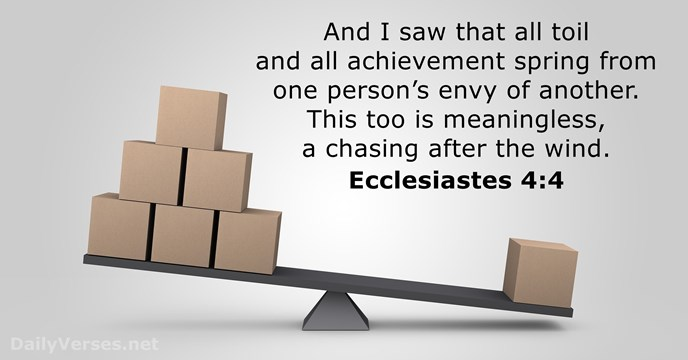 And I saw that all toil
and all achievement spring from
one person’s envy of another.
This too is meaningless,
a chasing after the wind.
Ecclesiastes 4:4
DailyVerses.net